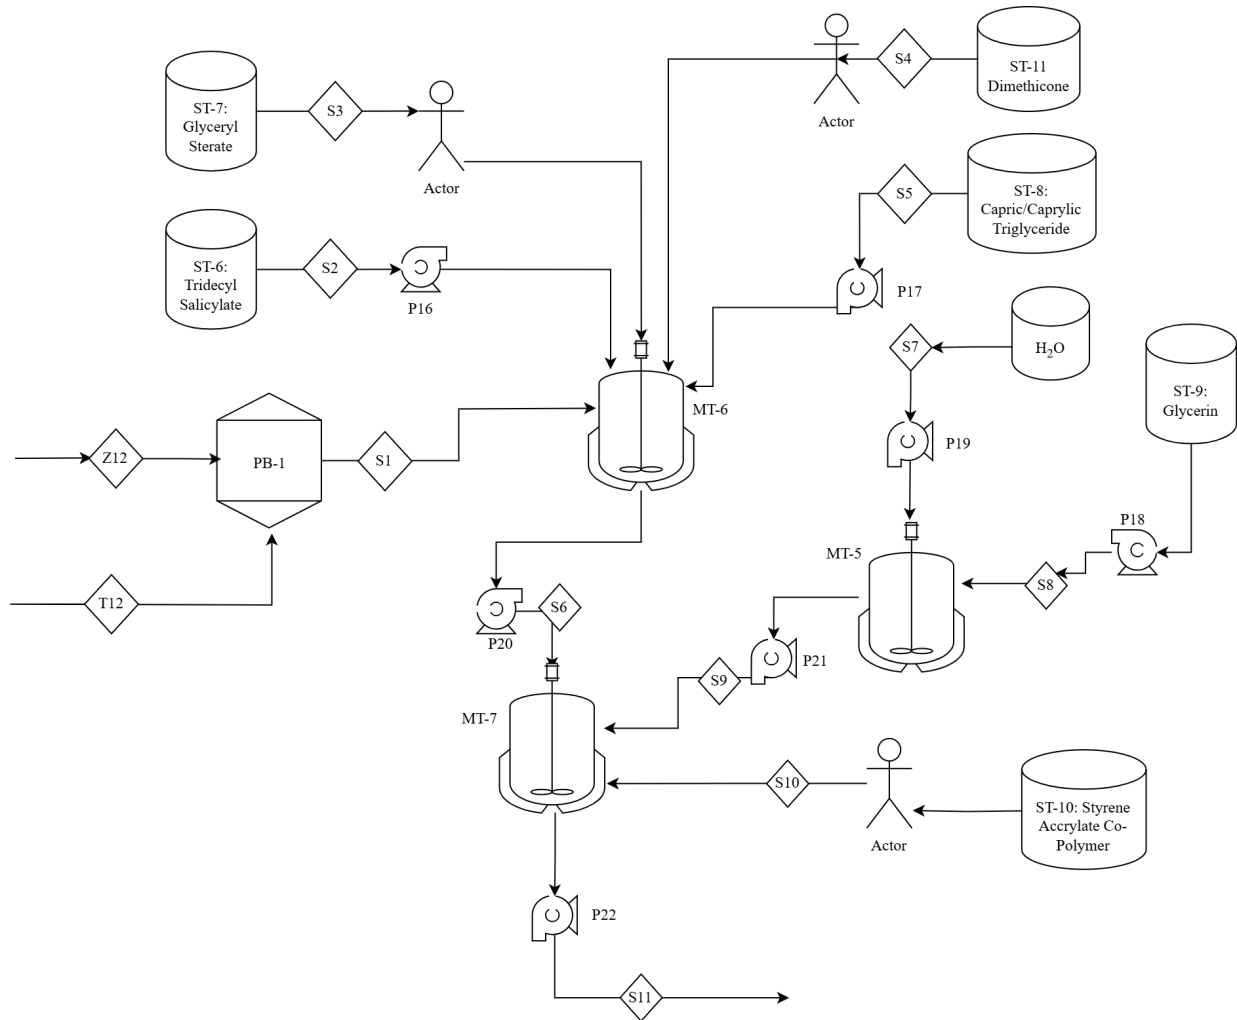 ST-11
Dimethicone
S4
Actor
ST-7:
Glyceryl
Sterate
S3
Actor
ST-8:
Capric/Caprylic
Triglyceride
S5
ST-6:
Tridecyl
Salicylate
S2
P16
P17
H₂O
S7
ST-9:
Glycerin
MT-6
P19
Z12
PB-1
S1
P18
MT-5
S8
T12
S6
P20
P21
S9
MT-7
S10
Actor
ST-10: Styrene
Accrylate Co-
Polymer
P22
S11